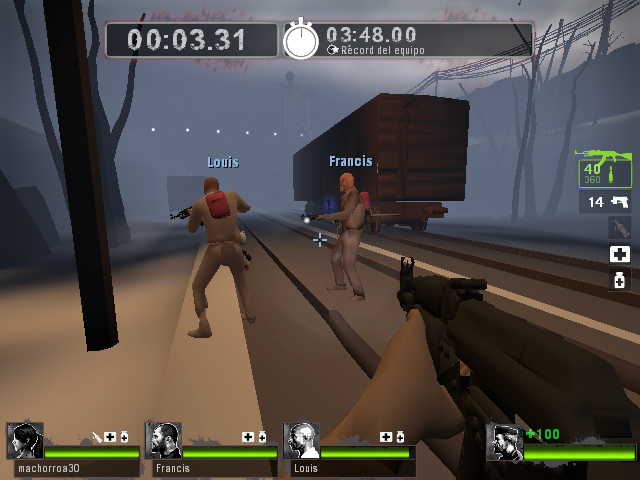 00:03.31
03:48.00
Récord del equipo
Louis
Francis
40
360
14
+100
machorroa30
Francis
Louis